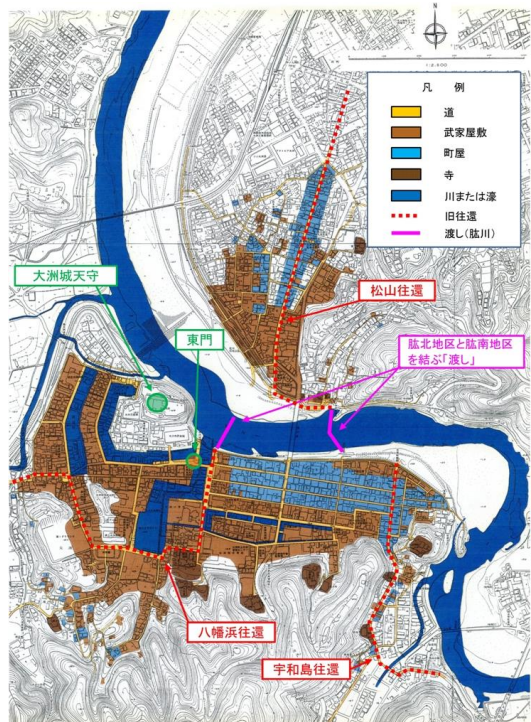 N
凡 例
道
武家屋敷
町屋
寺
川または濠
旧往還
渡し(肱川)
大洲城天守
東門
松山往還
肱北地区と肱南地区
を結ぶ「渡し」
八幡浜往還
宇和島往還